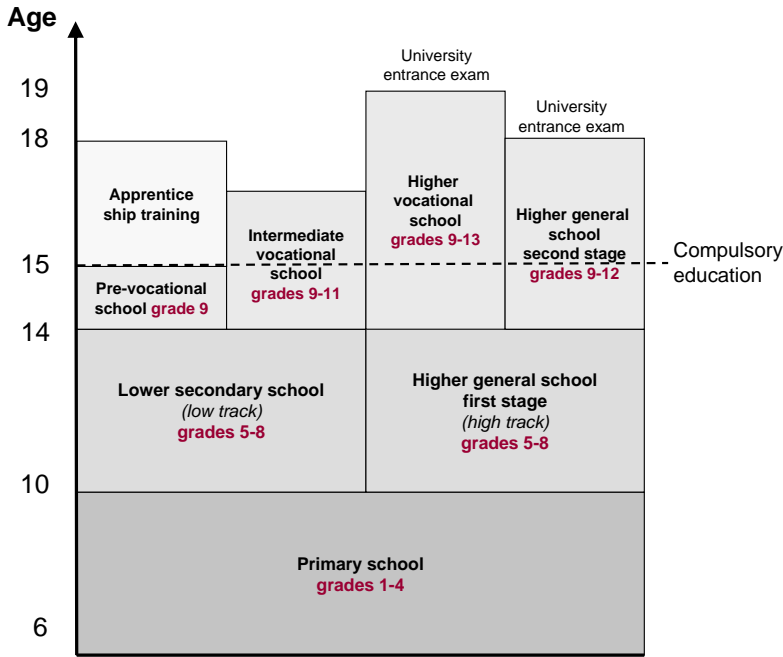 Age
University
entrance exam
19
University
entrance exam
18
Apprentice
ship training
Higher
vocational
school
grades 9-13
Higher general
school
second stage
grades 9-12
Intermediate
vocational
school
grades 9-11
Compulsory
education
15
Pre-vocational
school grade 9
14
Lower secondary school
(low track)
grades 5-8
Higher general school
first stage
(high track)
grades 5-8
10
Primary school
grades 1-4
6